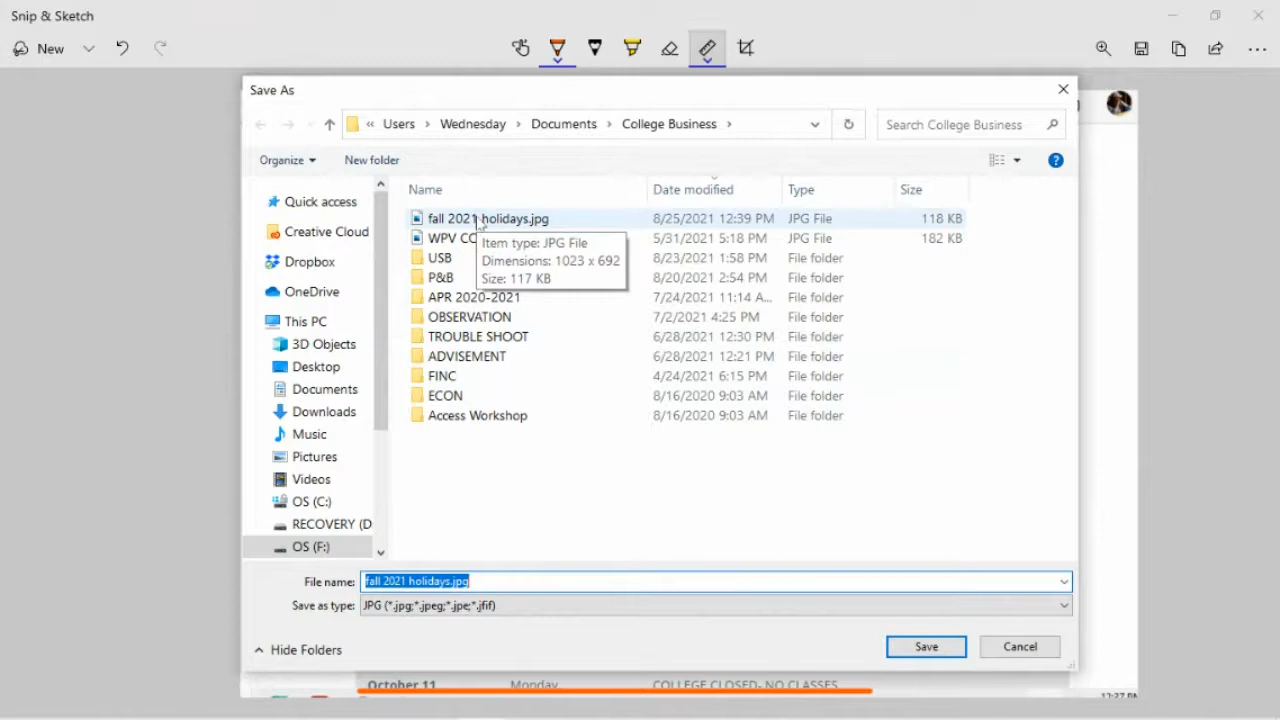 Snip & Sketch
New
Save As
« Users › Wednesday › Documents › College Business ›
Search College Business
Organize
New folder
Name Date modified Type Size
fall 2021 holidays.jpg 8/25/2021 12:39 PM JPG File 118 KB
WPV 5/31/2021 5:18 PM JPG File 182 KB
Item type: JPG File
Dimensions: 1023 x 692
Size: 117 KB
USB 8/23/2021 1:58 PM File folder
P&B 8/20/2021 2:54 PM File folder
APR 2020-2021 7/24/2021 11:14 A... File folder
OBSERVATION 7/2/2021 4:25 PM File folder
TROUBLE SHOOT 6/28/2021 12:30 PM File folder
ADVISEMENT 6/28/2021 12:21 PM File folder
FINC 4/24/2021 6:15 PM File folder
ECON 8/16/2020 9:03 AM File folder
Access Workshop 8/16/2020 9:03 AM File folder
Quick access
Creative Cloud
Dropbox
OneDrive
This PC
3D Objects
Desktop
Documents
Downloads
Music
Pictures
Videos
OS (C:)
RECOVERY (D
OS (F:)
File name: fall 2021 holidays.jpg
Save as type: JPG (*.jpg;*.jpeg;*.jpe;*.jfif)
Hide Folders
Save
Cancel
October 11 Monday COLLEGE CLOSED- NO CLASSES
12:37 PM